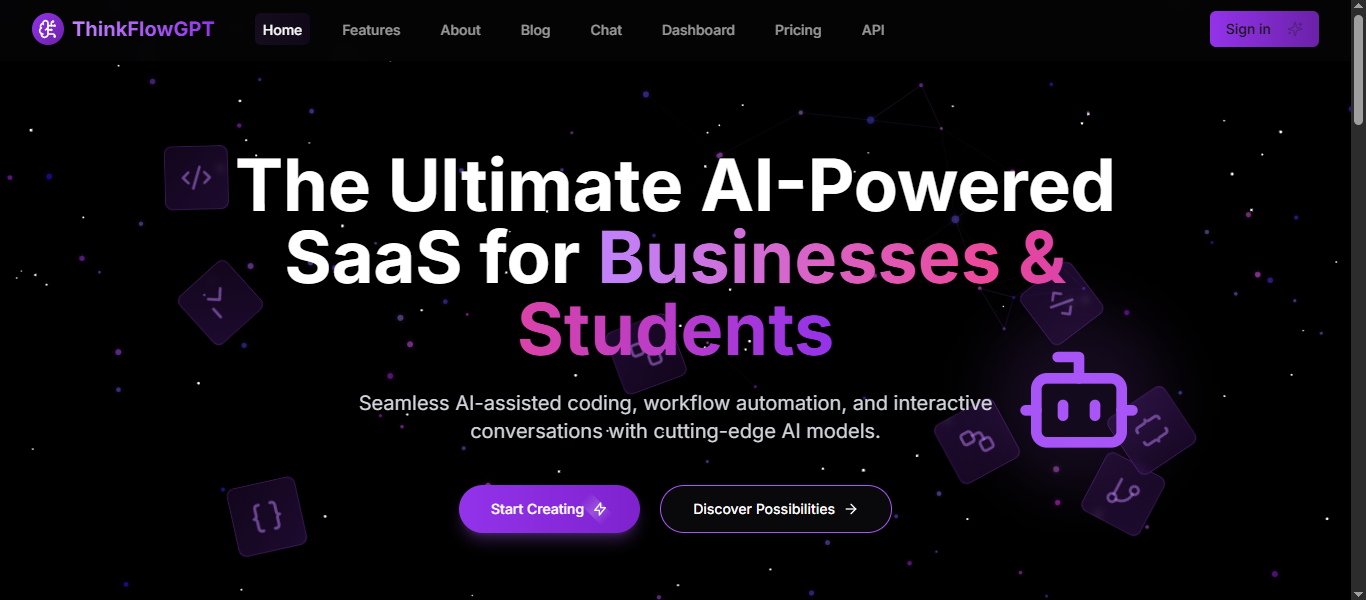 ThinkFlowGPT
Home Features About Blog Chat Dashboard Pricing API
Sign in
The Ultimate AI-Powered
SaaS for Businesses &
Students
Seamless AI-assisted coding, workflow automation, and interactive
conversations with cutting-edge AI models.
Start Creating
Discover Possibilities